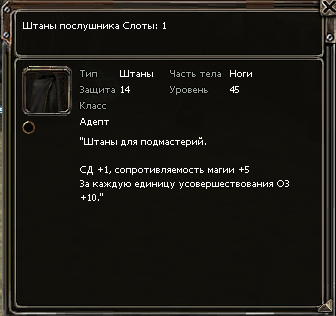 Штаны послушника Слоты: 1
Тип Штаны Часть тела Ноги
Защита 14 Уровень 45
Класс
Адепт
"Штаны для подмастерий.
СД +1, сопротивляемость магии +5
За каждую единицу усовершествования ОЗ
+10."